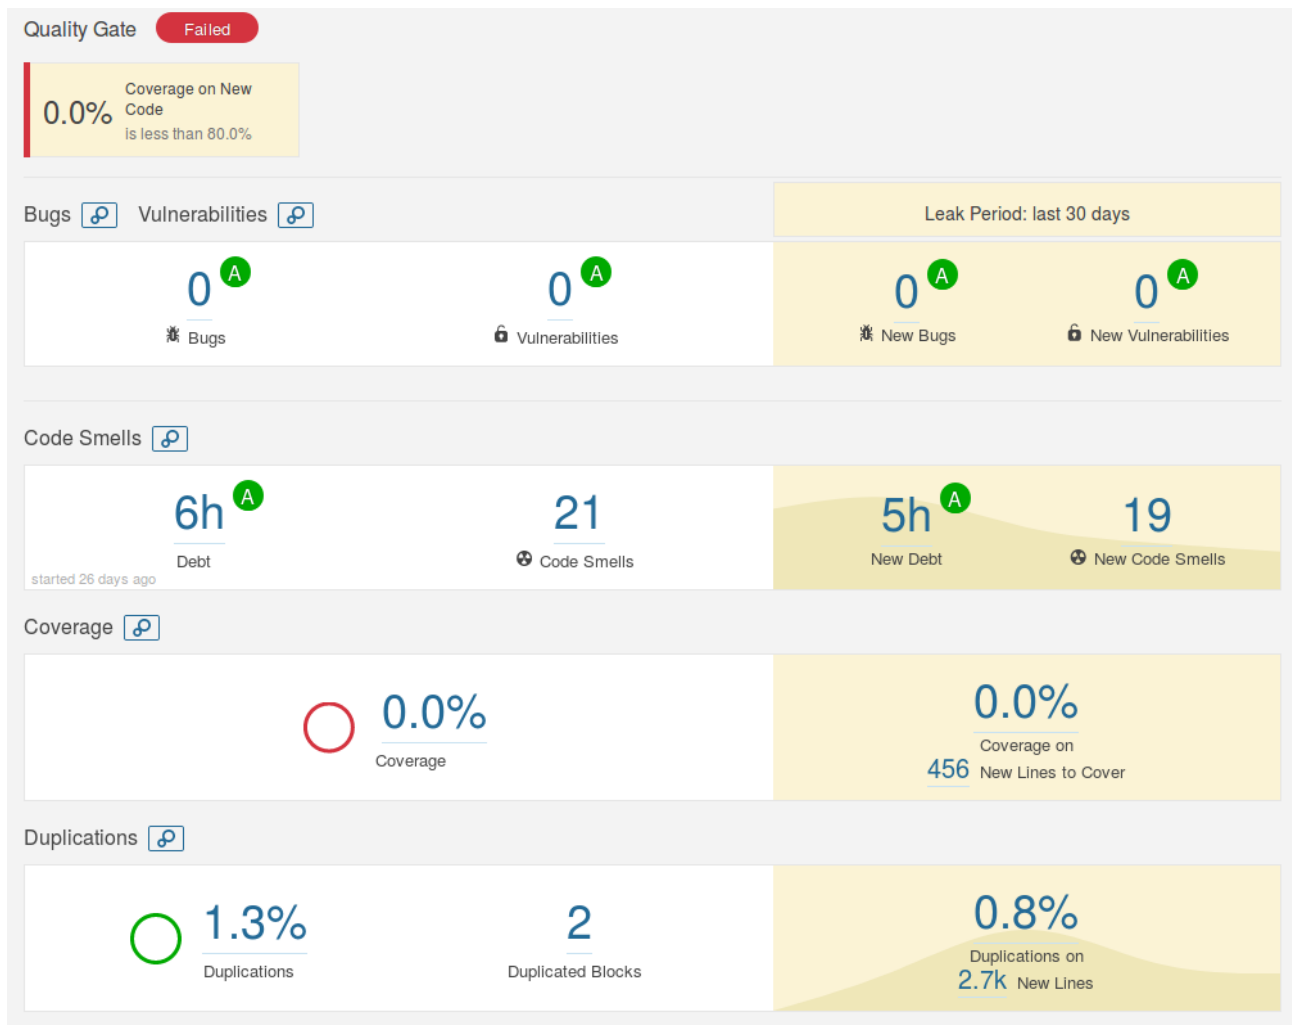 Quality Gate Failed
0.0% Coverage on New
Code
is less than 80.0%
Bugs Vulnerabilities
Leak Period: last 30 days
0 A 0 A 0 A 0 A
Bugs Vulnerabilities New Bugs New Vulnerabilities
Code Smells
6h A 21 5h A 19
Debt Code Smells New Debt New Code Smells
started 26 days ago
Coverage
0.0% 0.0%
Coverage Coverage on
456 New Lines to Cover
Duplications
1.3% 2 0.8%
Duplications Duplicated Blocks Duplications on
2.7k New Lines